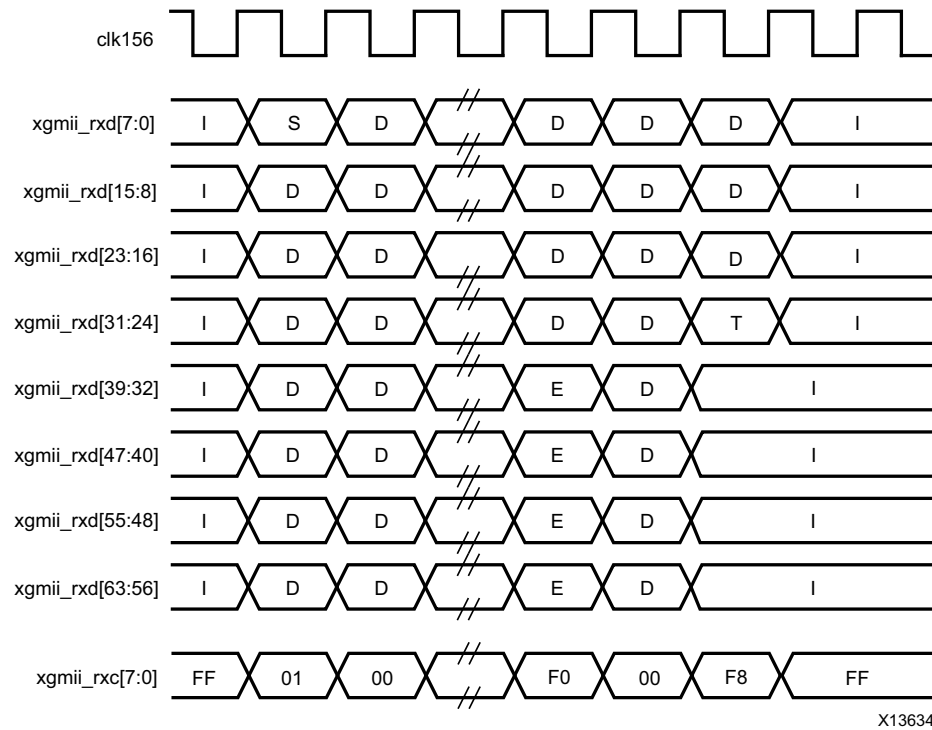 clk156
xgmii_rxd[7:0] I S D D D D I
xgmii_rxd[15:8] I D D D D D I
xgmii_rxd[23:16] I D D D D D I
xgmii_rxd[31:24] I D D D D T I
xgmii_rxd[39:32] I D D E D I
xgmii_rxd[47:40] I D D E D I
xgmii_rxd[55:48] I D D E D I
xgmii_rxd[63:56] I D D E D I
xgmii_rxc[7:0] FF 01 00 F0 00 F8 FF
X13634